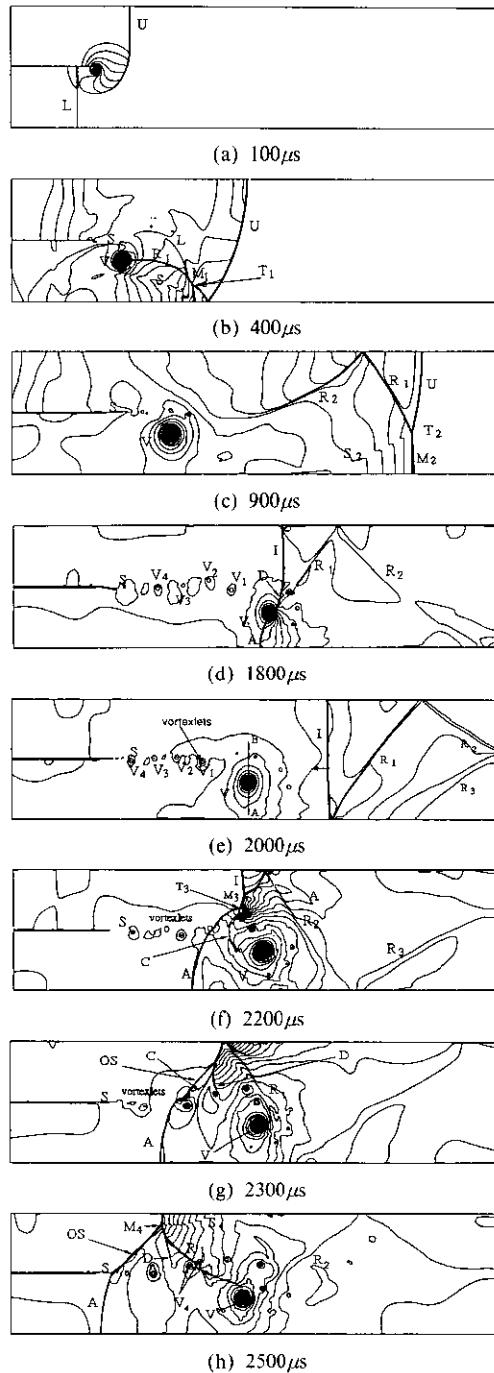 U
L
(a) 100μs
S
L
U
V
R₁
M₁
S
T₁
(b) 400μs
R₁
U
S
R₂
V
T₂
S₂
M₂
(c) 900μs
I
S
V₄
V₂
V₁
D
R₁
R₂
V₃
V
A
(d) 1800μs
vortexlets
S
B
I
V₄
V₃
V₂
V₁
R₁
R₂
V
R₃
A
(e) 2000μs
I
T₃
M₃
A
S
vortexlets
R₂
C
R₃
A
V
(f) 2200μs
OS
C
D
vortexlets
S
R
A
V
(g) 2300μs
M₄
OS
R
S
D
R₂
A
V₄
V
(h) 2500μs